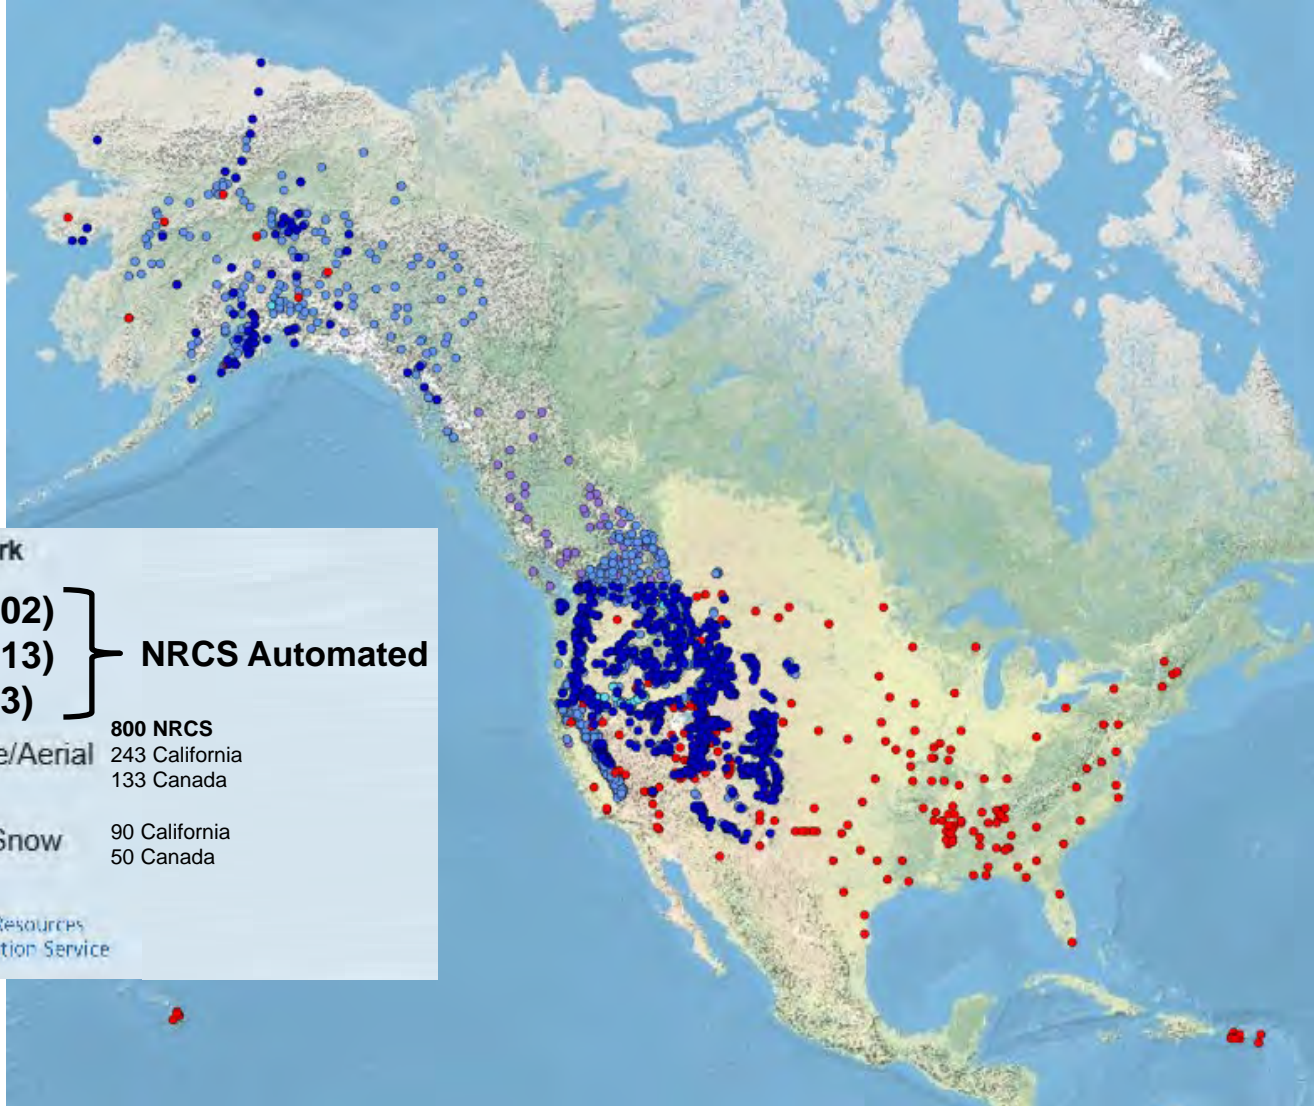 rk
02)
13)
3)
NRCS Automated
e/Aerial
800 NRCS
243 California
133 Canada
Snow
90 California
50 Canada
Resources
tion Service